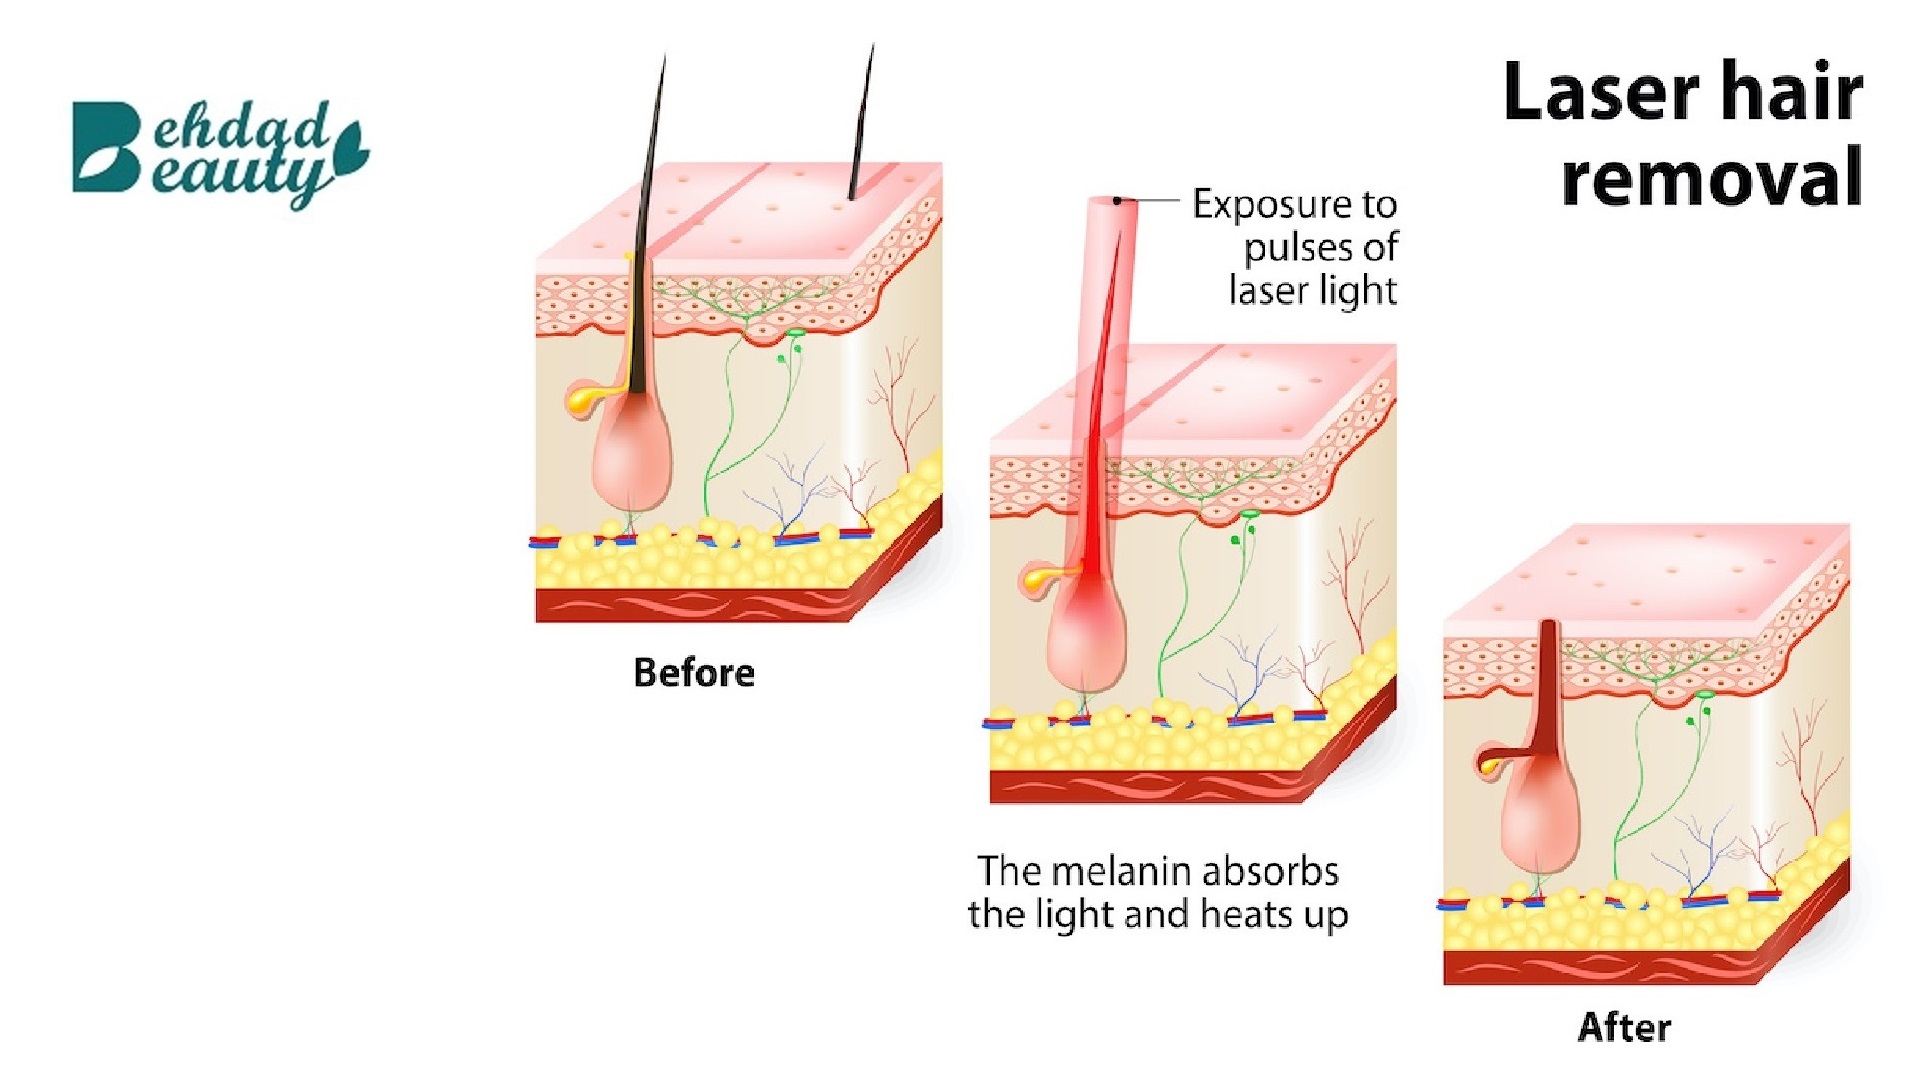 Behdad
Beauty
Laser hair
removal
Exposure to
pulses of
laser light
Before
The melanin absorbs
the light and heats up
After